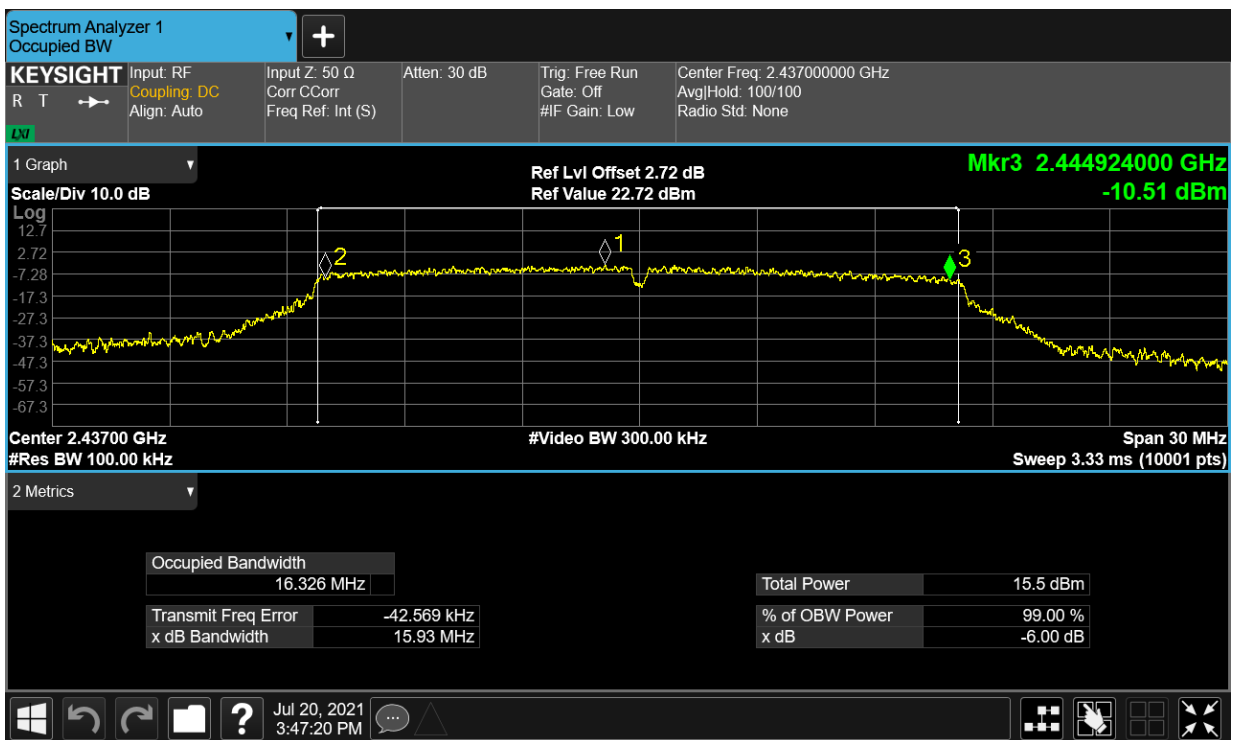 Spectrum Analyzer 1
Occupied BW
+
KEYSIGHT
R T
LXI
Input: RF
Coupling: DC
Align: Auto
Input Z: 50 Ω
Corr CCorr
Freq Ref: Int (S)
Atten: 30 dB
Trig: Free Run
Gate: Off
#IF Gain: Low
Center Freq: 2.437000000 GHz
Avg|Hold: 100/100
Radio Std: None
1 Graph
Scale/Div 10.0 dB
Ref Lvl Offset 2.72 dB
Ref Value 22.72 dBm
Mkr3 2.444924000 GHz
-10.51 dBm
Log
12.7
2.72
-7.28
-17.3
-27.3
-37.3
-47.3
-57.3
-67.3
2
1
3
Center 2.43700 GHz
#Video BW 300.00 kHz
Span 30 MHz
#Res BW 100.00 kHz
Sweep 3.33 ms (10001 pts)
2 Metrics
Occupied Bandwidth
16.326 MHz
Transmit Freq Error -42.569 kHz
x dB Bandwidth 15.93 MHz
Total Power 15.5 dBm
% of OBW Power 99.00 %
x dB -6.00 dB
?
Jul 20, 2021
3:47:20 PM